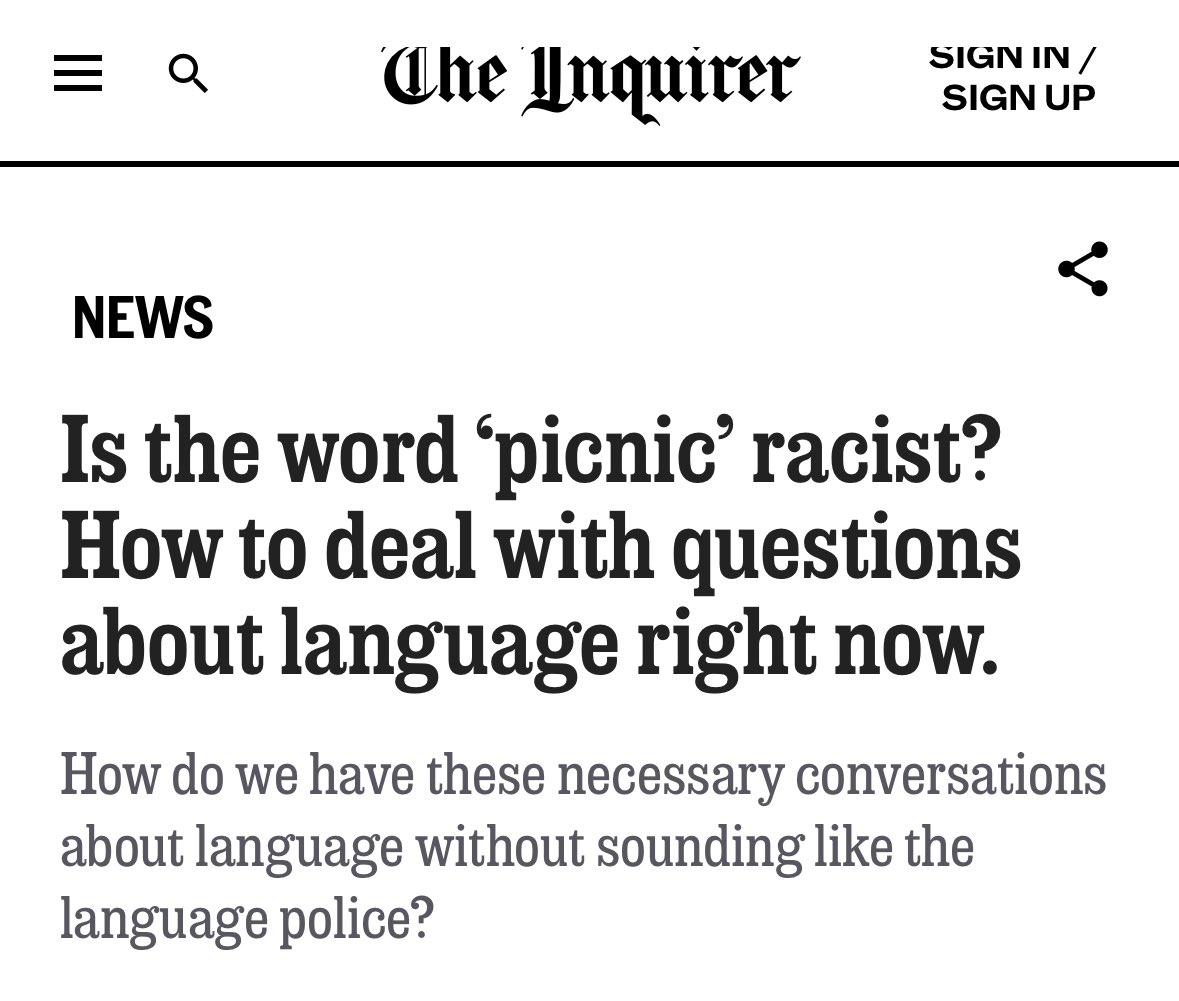 The Inquirer
SIGN IN /
SIGN UP
NEWS
Is the word ‘picnic’ racist?
How to deal with questions
about language right now.
How do we have these necessary conversations
about language without sounding like the
language police?